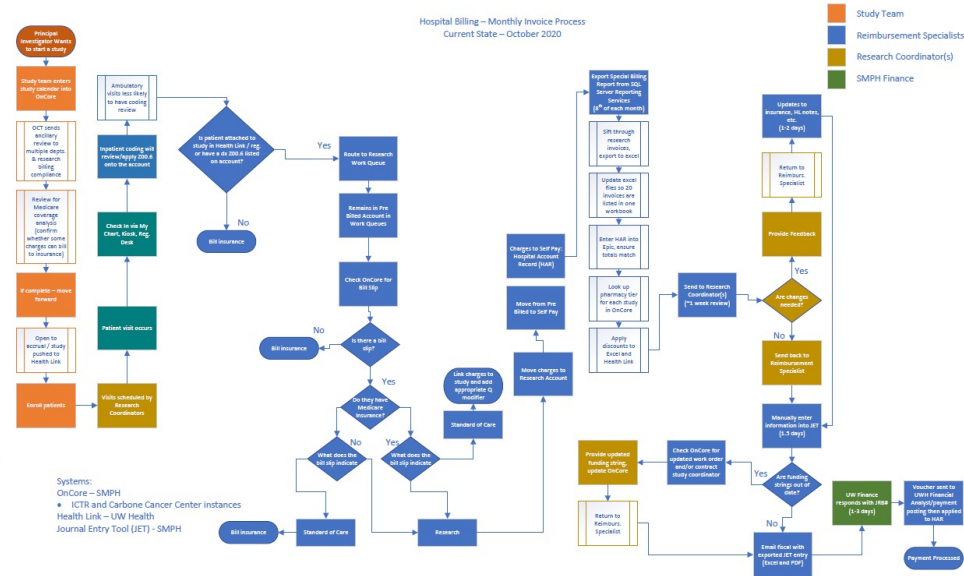 Hospital Billing – Monthly Invoice Process
Current State – October 2020
Study Team
Reimbursement Specialists
Research Coordinator(s)
SMPH Finance
Principal
Investigator Wants
to start a study
Study team enters
study calendar into
OnCore
OCT sends
ancillary review to
multiple depts. &
research billing
compliance
Review for
Medicare
coverage
analysis
(confirm
whether some
charges can bill
to insurance)
If complete – move
forward
Open to
accrual / study
pushed to
Health Link
Enroll patients
Visits scheduled by
Research
Coordinators
Patient visit occurs
Check In via My
Chart, Kiosk, Reg.
Desk
Inpatient coding will
review/apply Z00.6
onto the account
Ambulatory
visits less likely
to have coding
review
Is patient attached to
study in Health Link / reg.
or have a dx Z00.6 listed
on account?
Yes
No
Bill insurance
Route to Research
Work Queue
Remains in Pre
Billed Account in
Work Queues
Check OnCore for
Bill Slip
Is there a bill
slip?
No
Bill insurance
Yes
Do they have
Medicare
Insurance?
No
Yes
What does the
bill slip indicate
What does the
bill slip indicate
Bill insurance
Standard of Care
Research
Standard of Care
Link charges to
study and add
appropriate Q
modifier
Move charges to
Research Account
Move from Pre
Billed to Self Pay
Charges to Self Pay:
Hospital Account
Record (HAR)
Export Special Billing
Report from SQL
Server Reporting
Services
(8th of each month)
Sift through
research
invoices,
export to excel
Update excel
files so 20
invoices are
listed in one
workbook
Enter HAR into
Epic, ensure
totals match
Look up
pharmacy tier
for each study
in OnCore
Apply
discounts to
Excel and
Health Link
Send to Research
Coordinator(s)
(~1 week review)
Are changes
needed?
Yes
Provide Feedback
Return to
Reimburs.
Specialist
Updates to
insurance, HL notes,
etc.
(1-2 days)
No
Send back to
Reimbursement
Specialist
Manually enter
information into JET
(1.5 days)
Are funding
strings out of
date?
Yes
Check OnCore for
updated work order
and/or contract
study coordinator
Provide updated
funding string,
update OnCore
Return to
Reimburs.
Specialist
No
Email fiscal with
exported JET entry
(Excel and PDF)
UW Finance
responds with JRB#
(1-3 days)
Voucher sent to
UWH Financial
Analyst/payment
posting then applied
to HAR
Payment Processed
Systems:
OnCore – SMPH
• ICTR and Carbone Cancer Center instances
Health Link – UW Health
Journal Entry Tool (JET) - SMPH